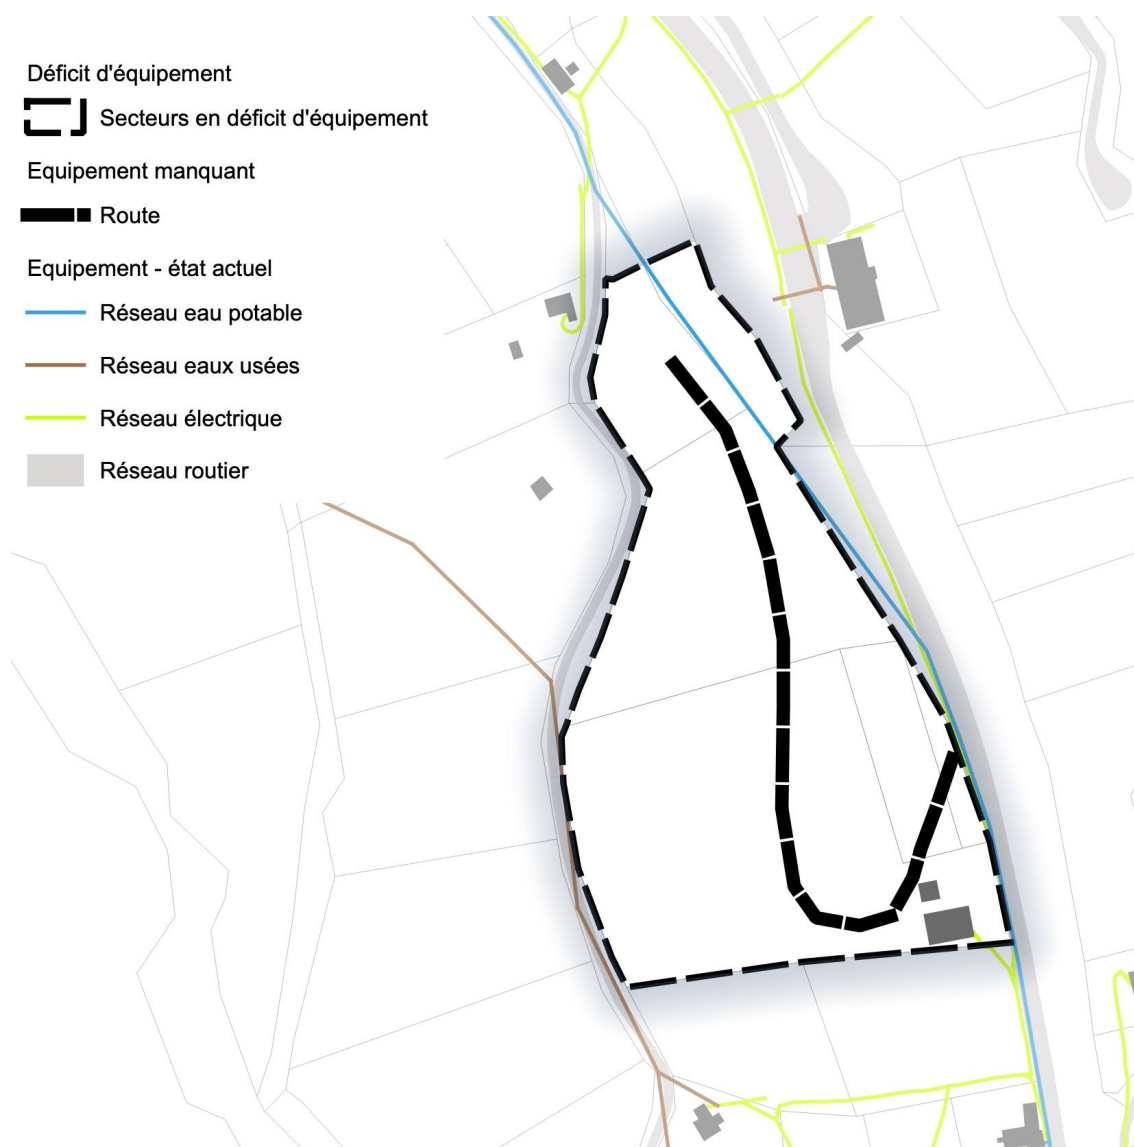 Déficit d'équipement
Secteurs en déficit d'équipement
Equipement manquant
Route
Equipement - état actuel
Réseau eau potable
Réseau eaux usées
Réseau électrique
Réseau routier